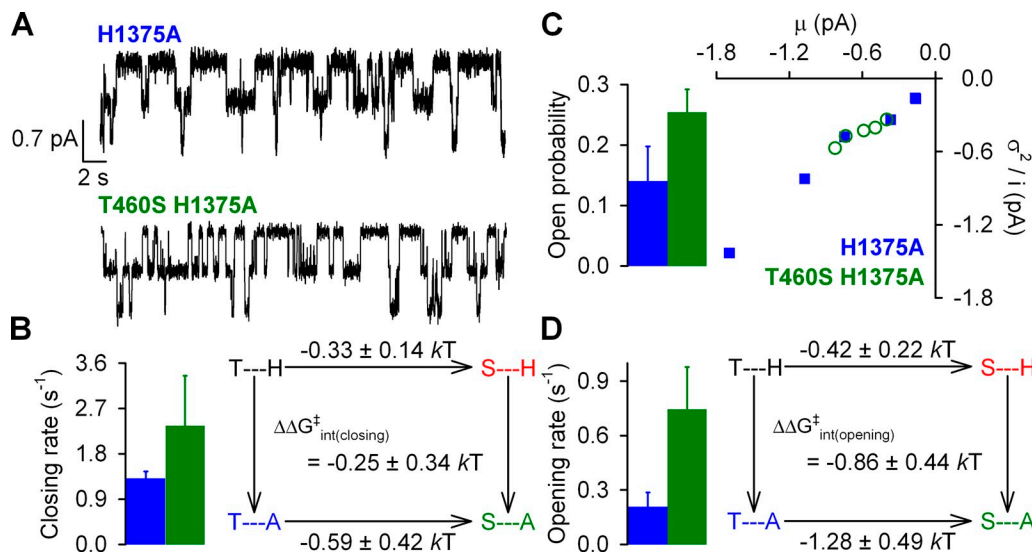 A
H1375A
0.7 pA
2 s
T460S H1375A
B
Closing rate (s⁻¹)
3.6
2.7
1.8
0.9
0.0
T---H
-0.33 ± 0.14 kT
S---H
ΔΔG‡int(closing)
= -0.25 ± 0.34 kT
T---A
-0.59 ± 0.42 kT
S---A
C
μ (pA)
-1.8
-1.2
-0.6
0.0
Open probability
0.3
0.2
0.1
0.0
0.0
-0.6
-1.2
-1.8
σ² / i (pA)
H1375A
T460S H1375A
D
Opening rate (s⁻¹)
0.9
0.6
0.3
0.0
T---H
-0.42 ± 0.22 kT
S---H
ΔΔG‡int(opening)
= -0.86 ± 0.44 kT
T---A
-1.28 ± 0.49 kT
S---A